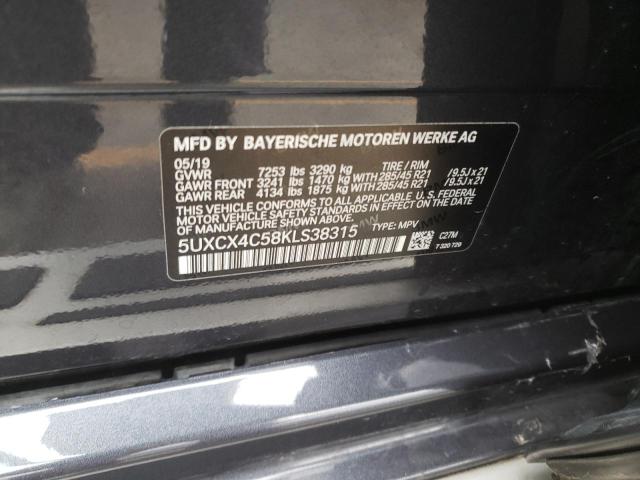 MFD BY BAYERISCHE MOTOREN WERKE AG
05/19 TIRE / RIM
GVWR 7253 lbs 3290 kg
GAWR FRONT 3241 lbs 1470 kg WITH 285/45 R21 / 9.5J x 21
GAWR REAR 4134 lbs 1875 kg WITH 285/45 R21 / 9.5J x 21
THIS VEHICLE CONFORMS TO ALL APPLICABLE U.S. FEDERAL
MOTOR VEHICLE SAFETY STANDARDS IN EFFECT ON THE
DATE OF MANUFACTURE SHOWN ABOVE.
5UXCX4C58KLS38315 TYPE: MPV
C27M
7 320 729